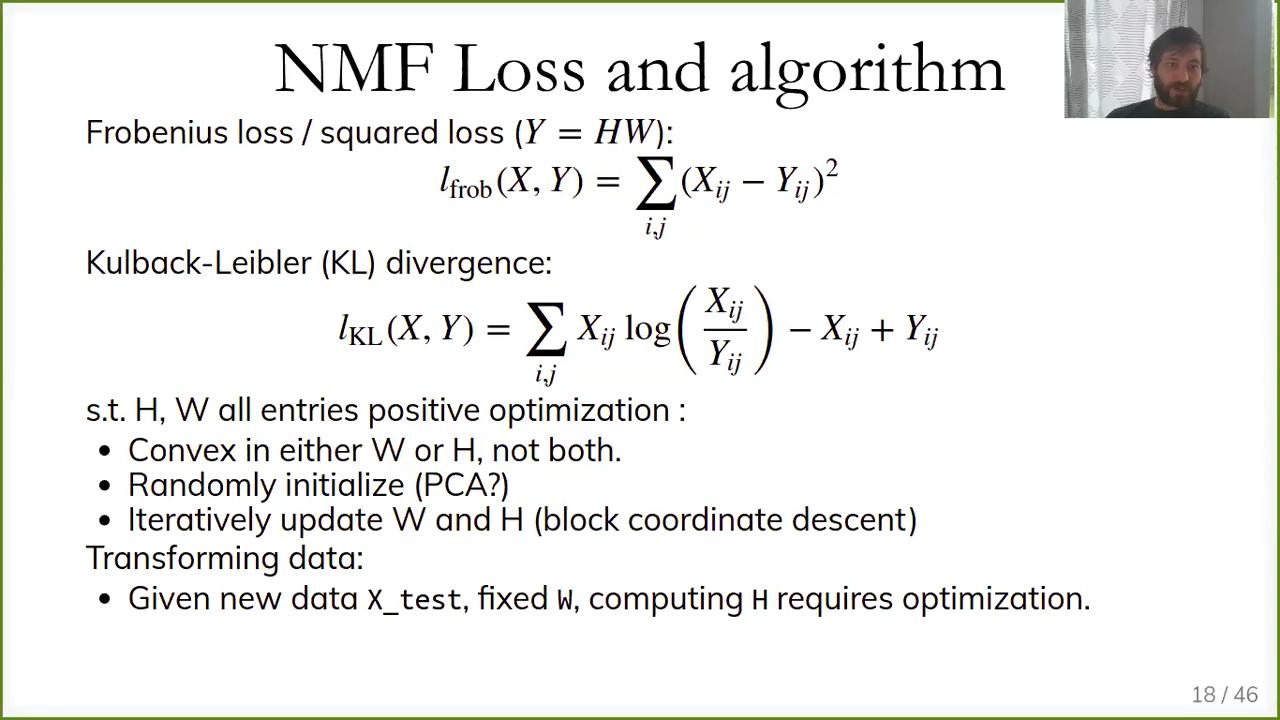 NMF Loss and algorithm
Frobenius loss / squared loss (Y = HW):
l_frob(X, Y) = ∑_{i,j} (X_ij − Y_ij)²
Kulback-Leibler (KL) divergence:
l_KL(X, Y) = ∑_{i,j} X_ij log(X_ij / Y_ij) − X_ij + Y_ij
s.t. H, W all entries positive optimization :
• Convex in either W or H, not both.
• Randomly initialize (PCA?)
• Iteratively update W and H (block coordinate descent)
Transforming data:
• Given new data X_test, fixed W, computing H requires optimization.
18 / 46